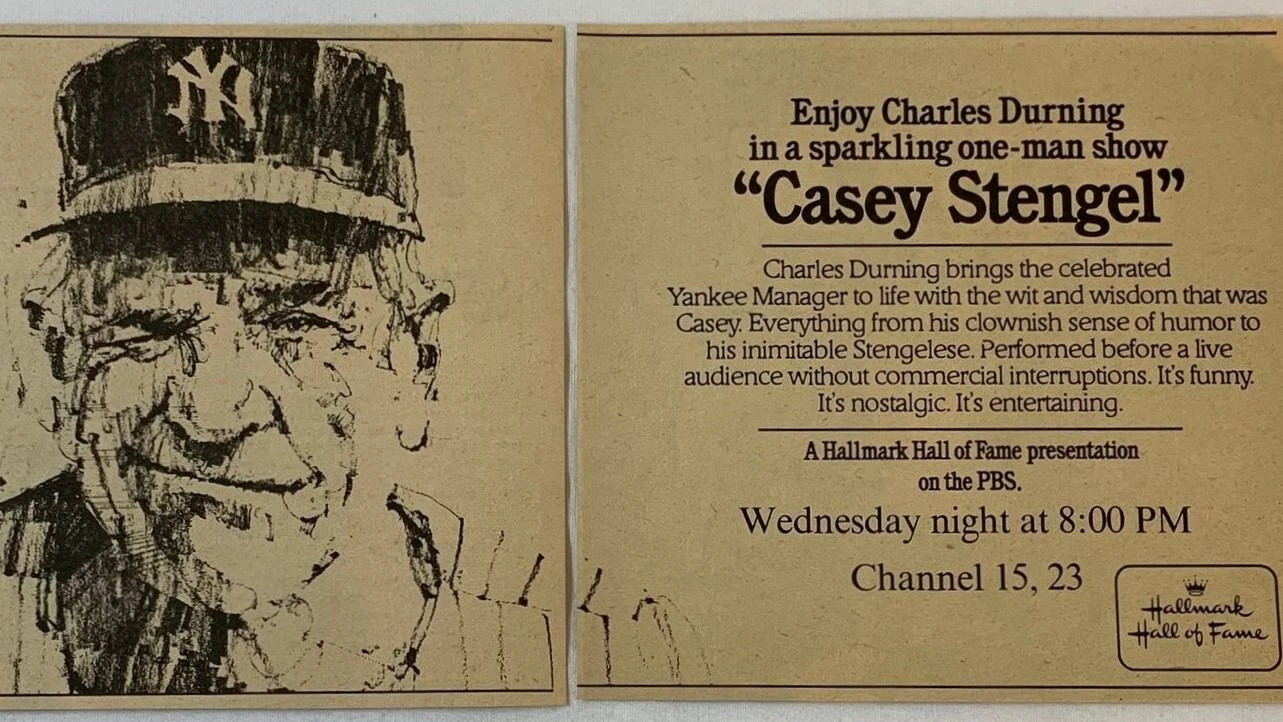 NY
Enjoy Charles Durning
in a sparkling one-man show
“Casey Stengel”
Charles Durning brings the celebrated
Yankee Manager to life with the wit and wisdom that was
Casey. Everything from his clownish sense of humor to
his inimitable Stengelese. Performed before a live
audience without commercial interruptions. It's funny.
It's nostalgic. It's entertaining.
A Hallmark Hall of Fame presentation
on the PBS.
Wednesday night at 8:00 PM
Channel 15, 23
Hallmark
Hall of Fame